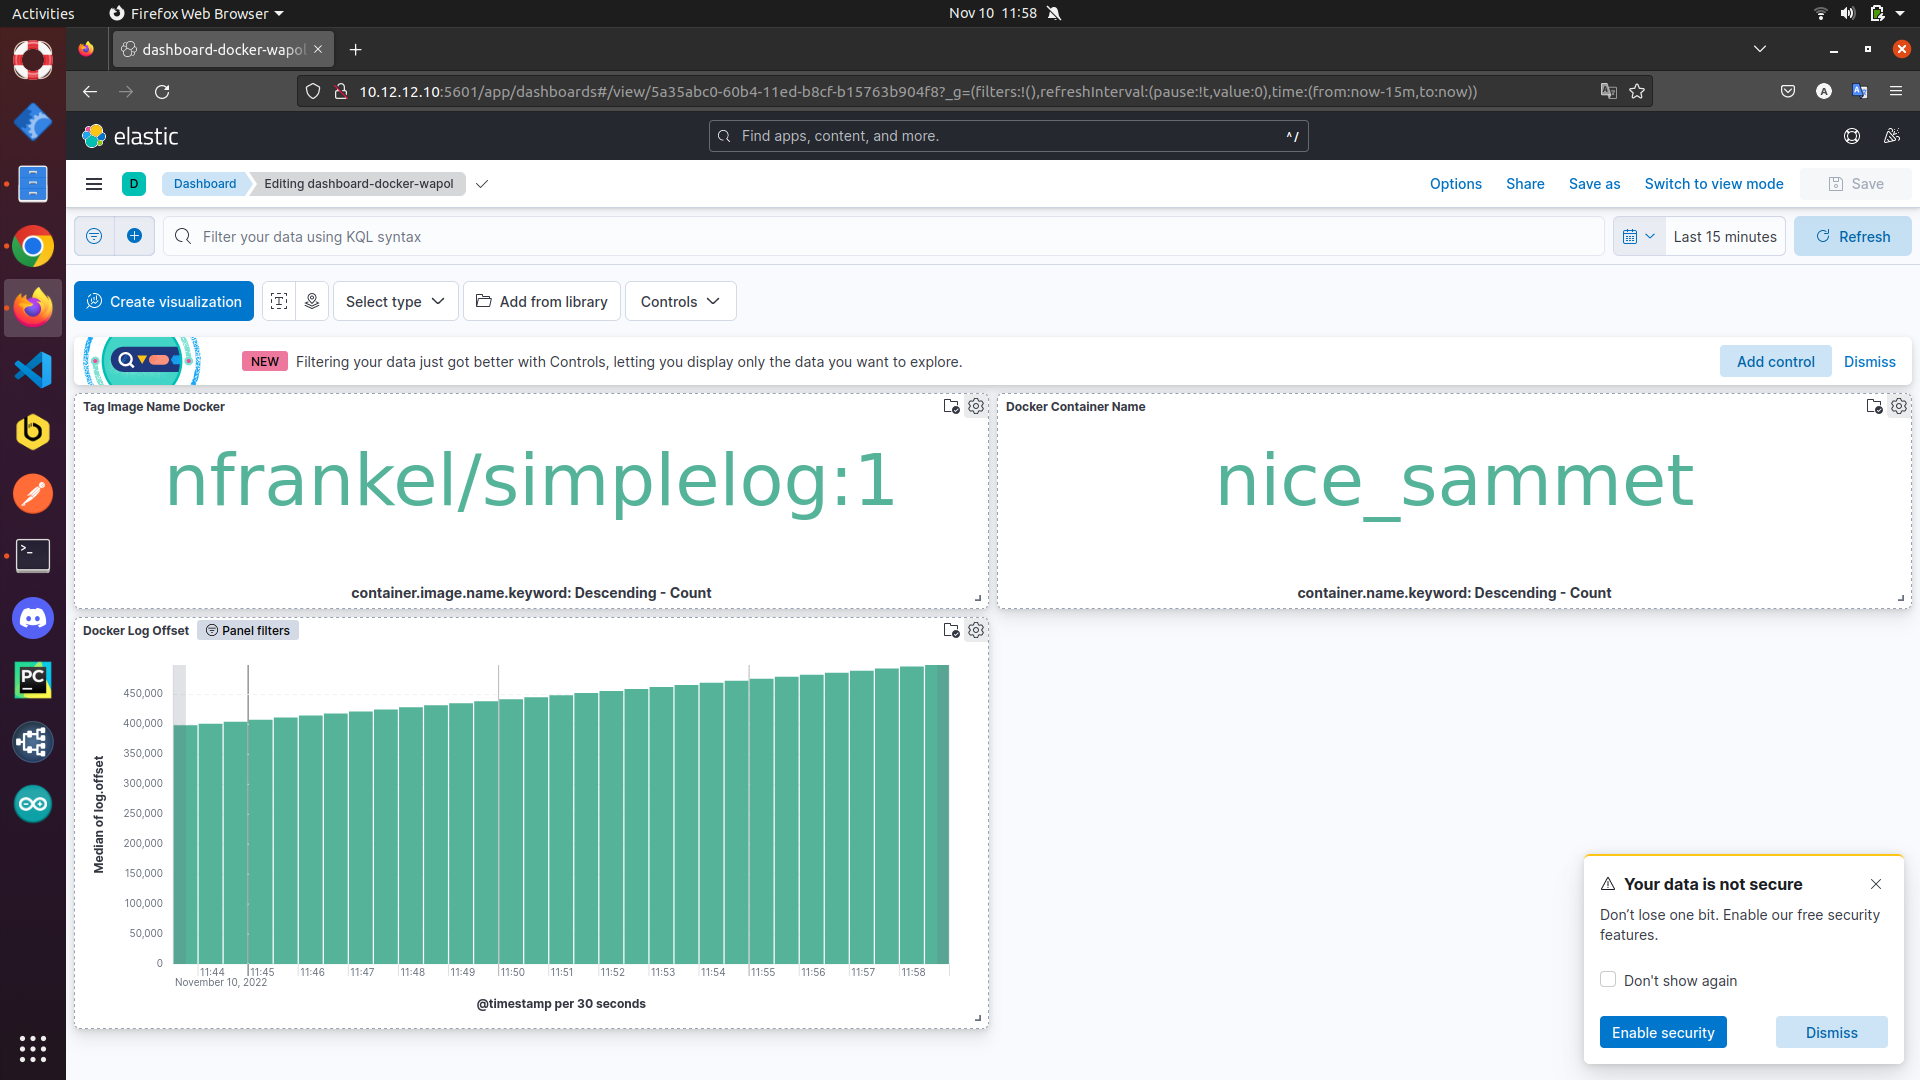 Activities
Firefox Web Browser
Nov 10 11:58
dashboard-docker-wapol
10.12.12.10:5601/app/dashboards#/view/5a35abc0-60b4-11ed-b8cf-b15763b904f8?_g=(filters:!(),refreshInterval:(pause:!t,value:0),time:(from:now-15m,to:now))
A
elastic
Find apps, content, and more.
^/
D
Dashboard
Editing dashboard-docker-wapol
Options
Share
Save as
Switch to view mode
Save
Filter your data using KQL syntax
Last 15 minutes
Refresh
Create visualization
Select type
Add from library
Controls
NEW
Filtering your data just got better with Controls, letting you display only the data you want to explore.
Add control
Dismiss
Tag Image Name Docker
nfrankel/simplelog:1
container.image.name.keyword: Descending - Count
Docker Container Name
nice_sammet
container.name.keyword: Descending - Count
Docker Log Offset
Panel filters
Median of log.offset
450,000
400,000
350,000
300,000
250,000
200,000
150,000
100,000
50,000
0
11:44 11:45 11:46 11:47 11:48 11:49 11:50 11:51 11:52 11:53 11:54 11:55 11:56 11:57 11:58
November 10, 2022
@timestamp per 30 seconds
Your data is not secure
Don’t lose one bit. Enable our free security
features.
Don't show again
Enable security
Dismiss
PC